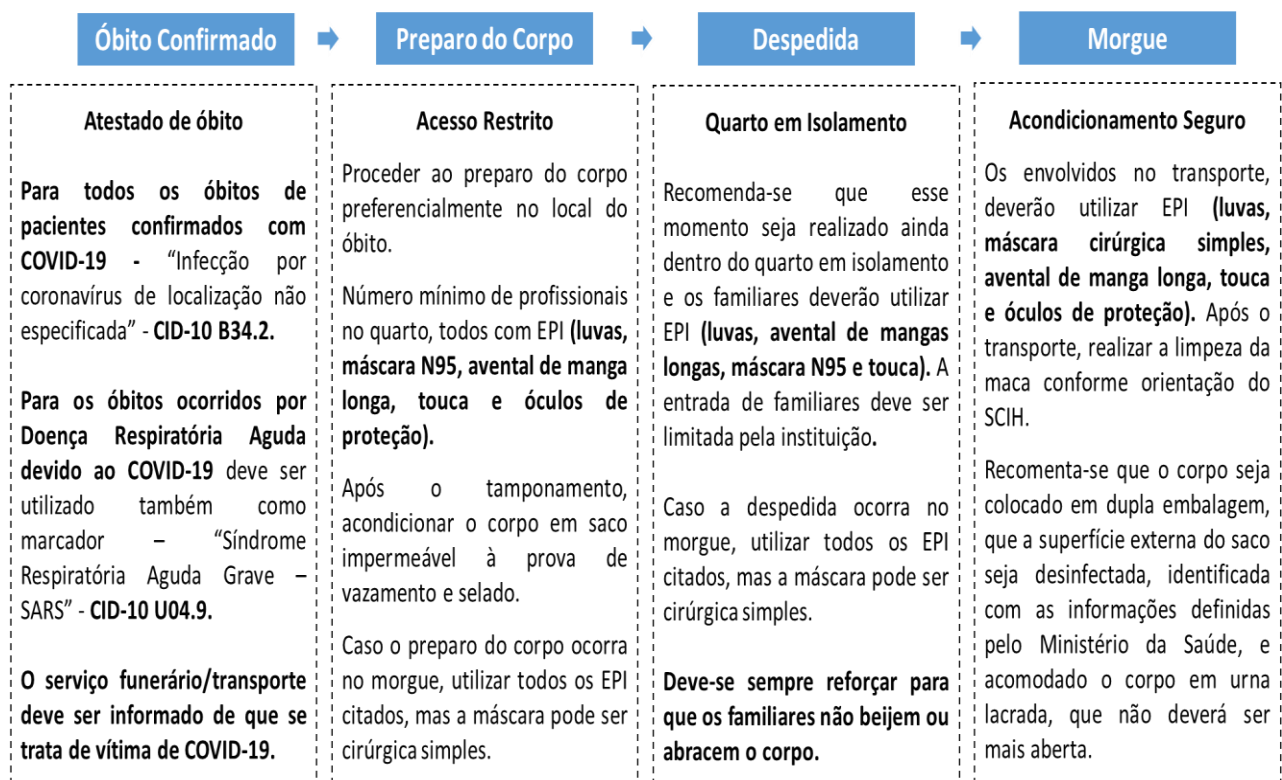 Óbito Confirmado
Preparo do Corpo
Despedida
Morgue
Atestado de óbito
Para todos os óbitos de
pacientes confirmados com
COVID-19 - “Infecção por
coronavírus de localização não
especificada” - CID-10 B34.2.
Para os óbitos ocorridos por
Doença Respiratória Aguda
devido ao COVID-19 deve ser
utilizado também como
marcador – “Síndrome
Respiratória Aguda Grave –
SARS” - CID-10 U04.9.
O serviço funerário/transporte
deve ser informado de que se
trata de vítima de COVID-19.
Acesso Restrito
Proceder ao preparo do corpo
preferencialmente no local do
óbito.
Número mínimo de profissionais
no quarto, todos com EPI (luvas,
máscara N95, avental de manga
longa, touca e óculos de
proteção).
Após o tamponamento,
acondicionar o corpo em saco
impermeável à prova de
vazamento e selado.
Caso o preparo do corpo ocorra
no morgue, utilizar todos os EPI
citados, mas a máscara pode ser
cirúrgica simples.
Quarto em Isolamento
Recomenda-se que esse
momento seja realizado ainda
dentro do quarto em isolamento
e os familiares deverão utilizar
EPI (luvas, avental de mangas
longas, máscara N95 e touca). A
entrada de familiares deve ser
limitada pela instituição.
Caso a despedida ocorra no
morgue, utilizar todos os EPI
citados, mas a máscara pode ser
cirúrgica simples.
Deve-se sempre reforçar para
que os familiares não beijem ou
abracem o corpo.
Acondicionamento Seguro
Os envolvidos no transporte,
deverão utilizar EPI (luvas,
máscara cirúrgica simples,
avental de manga longa, touca
e óculos de proteção). Após o
transporte, realizar a limpeza da
maca conforme orientação do
SCIH.
Recomenta-se que o corpo seja
colocado em dupla embalagem,
que a superfície externa do saco
seja desinfectada, identificada
com as informações definidas
pelo Ministério da Saúde, e
acomodado o corpo em urna
lacrada, que não deverá ser
mais aberta.